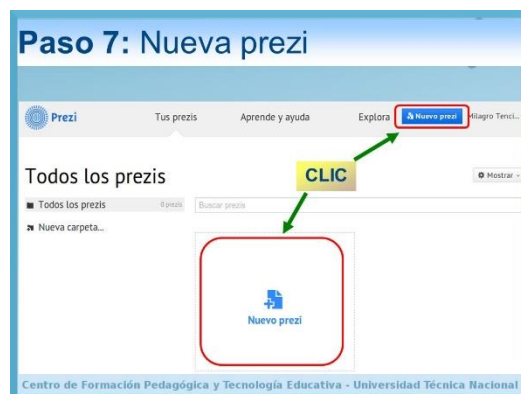 Paso 7: Nueva prezi
Prezi
Tus prezis
Aprende y ayuda
Explora
Nuevo prezi
Milagro Tenci...
Todos los prezis
CLIC
Mostrar
Todos los prezis
0 prezis
Buscar prezis
Nueva carpeta...
Nuevo prezi
Centro de Formación Pedagógica y Tecnología Educativa - Universidad Técnica Nacional